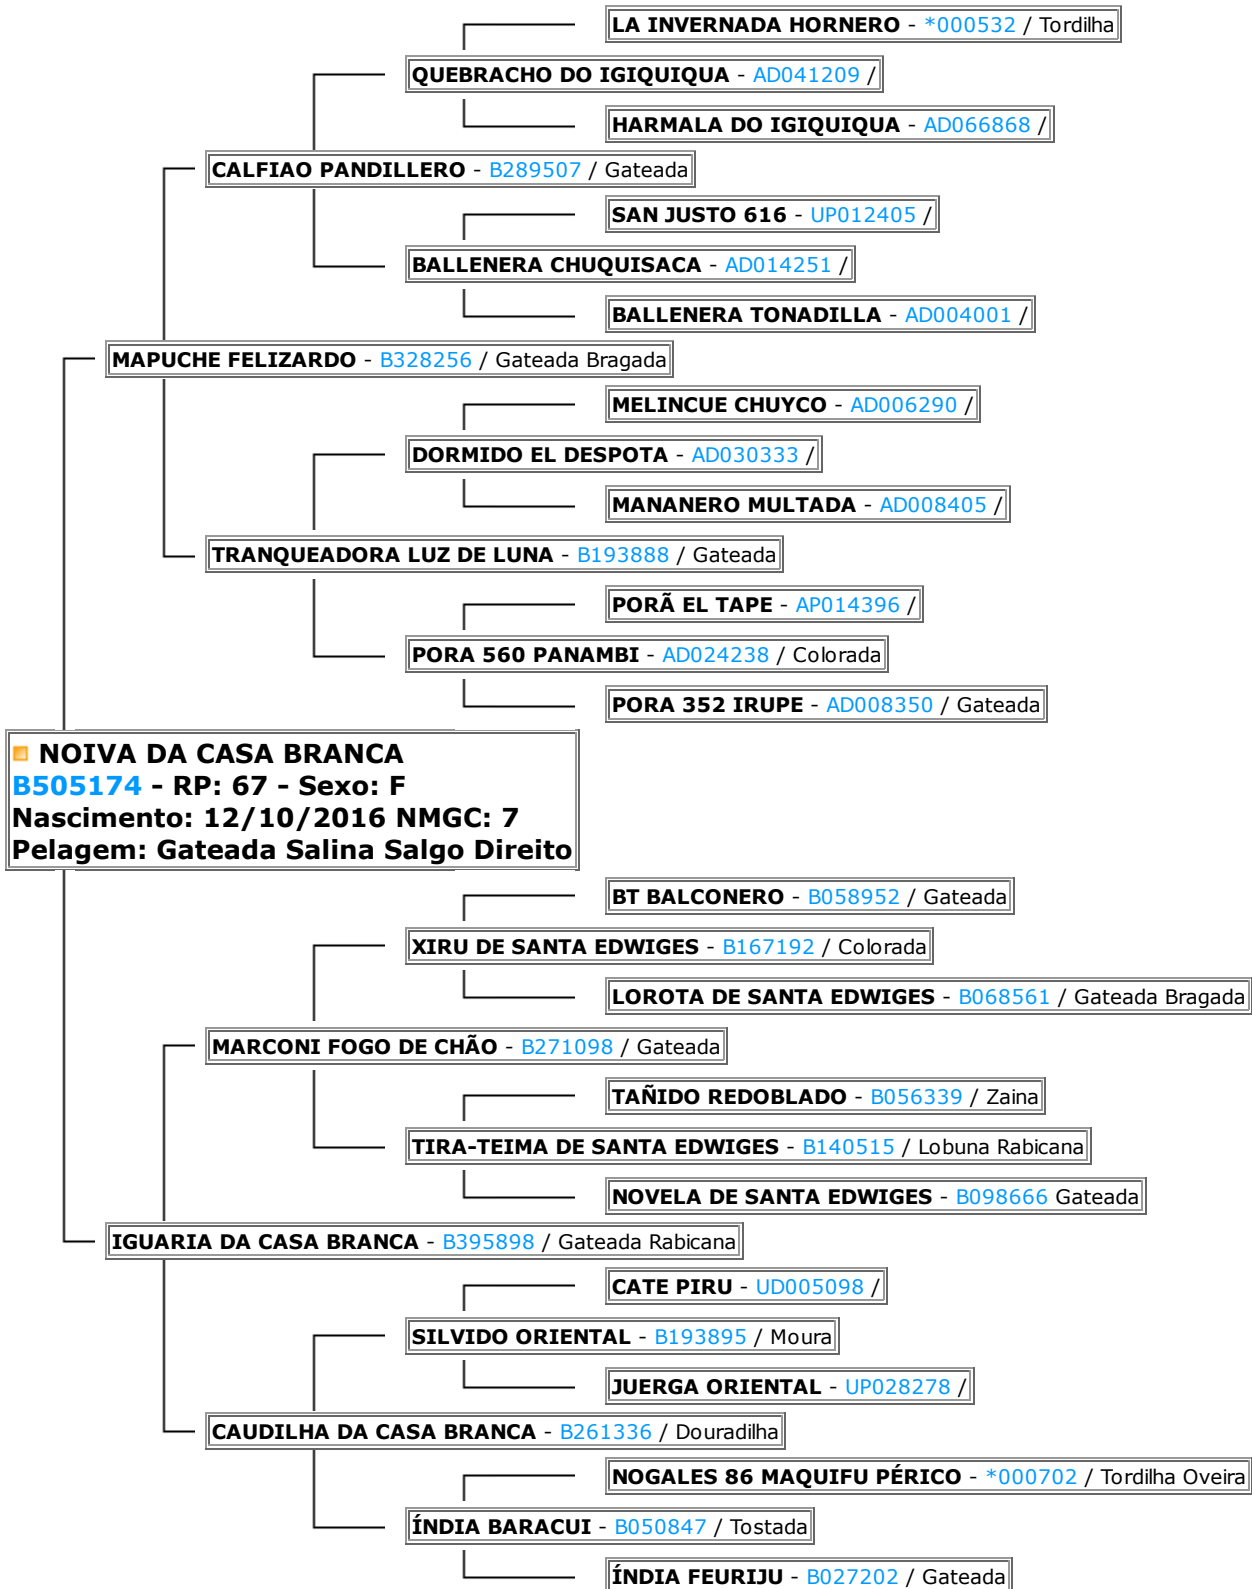 LA INVERNADA HORNERO - *000532 / Tordilha
QUEBRACHO DO IGIQUIQUA - AD041209 /
HARMALA DO IGIQUIQUA - AD066868 /
CALFIAO PANDILLERO - B289507 / Gateada
SAN JUSTO 616 - UP012405 /
BALLENERA CHUQUISACA - AD014251 /
BALLENERA TONADILLA - AD004001 /
MAPUCHE FELIZARDO - B328256 / Gateada Bragada
MELINCUE CHUYCO - AD006290 /
DORMIDO EL DESPOTA - AD030333 /
MANANERO MULTADA - AD008405 /
TRANQUEADORA LUZ DE LUNA - B193888 / Gateada
PORÃ EL TAPE - AP014396 /
PORA 560 PANAMBI - AD024238 / Colorada
PORA 352 IRUPE - AD008350 / Gateada
NOIVA DA CASA BRANCA
B505174 - RP: 67 - Sexo: F
Nascimento: 12/10/2016 NMGC: 7
Pelagem: Gateada Salina Salgo Direito
BT BALCONERO - B058952 / Gateada
XIRU DE SANTA EDWIGES - B167192 / Colorada
LOROTA DE SANTA EDWIGES - B068561 / Gateada Bragada
MARCONI FOGO DE CHÃO - B271098 / Gateada
TAÑIDO REDOBLADO - B056339 / Zaina
TIRA-TEIMA DE SANTA EDWIGES - B140515 / Lobuna Rabicana
NOVELA DE SANTA EDWIGES - B098666 Gateada
IGUARIA DA CASA BRANCA - B395898 / Gateada Rabicana
CATE PIRU - UD005098 /
SILVIDO ORIENTAL - B193895 / Moura
JUERGA ORIENTAL - UP028278 /
CAUDILHA DA CASA BRANCA - B261336 / Douradilha
NOGALES 86 MAQUIFU PÉRICO - *000702 / Tordilha Oveira
ÍNDIA BARACUI - B050847 / Tostada
ÍNDIA FEURIJU - B027202 / Gateada